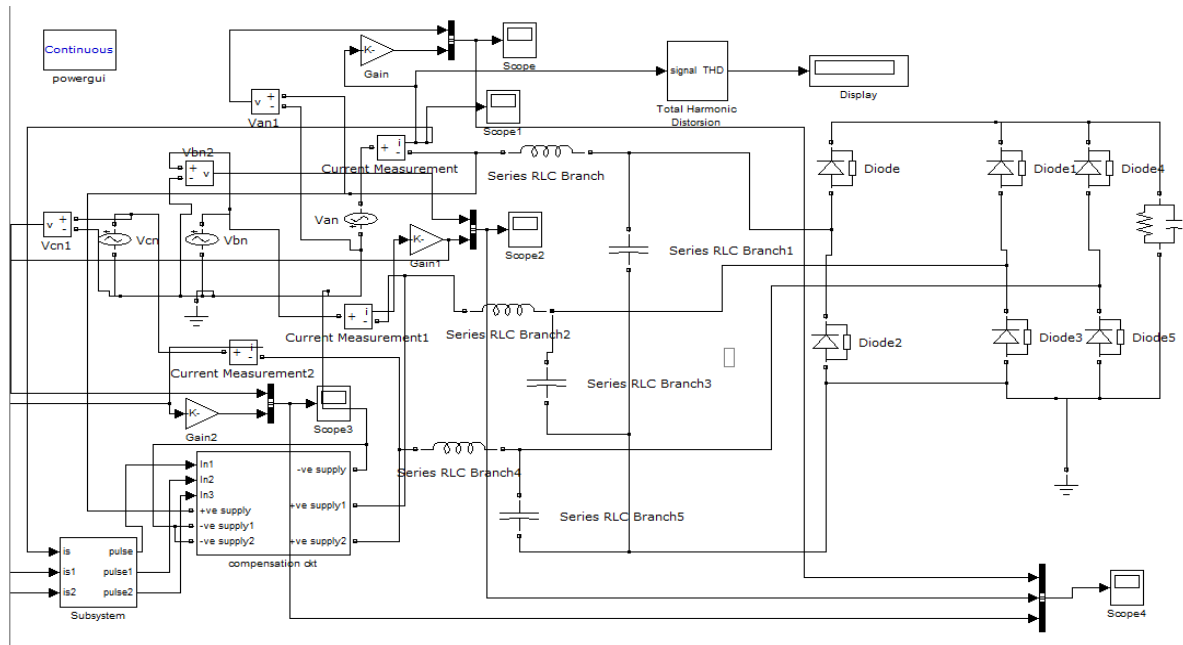 Continuous
powergui
K-
Gain
Scope
signal THD
Total Harmonic
Distorsion
Display
v + -
Van1
Scope1
+ i -
Current Measurement
Series RLC Branch
Vbn2
+ - v
Diode
Diode1
Diode4
v + -
Vcn1
Vcn
Vbn
Van
K-
Gain1
Scope2
Series RLC Branch1
+ i -
Current Measurement1
Series RLC Branch2
Diode2
Diode3
Diode5
+ i -
Current Measurement2
Series RLC Branch3
K-
Gain2
Scope3
Series RLC Branch4
In1
In2
In3
+ve supply
-ve supply1
-ve supply2
-ve supply
+ve supply1
+ve supply2
compensation ckt
Series RLC Branch5
is
is1
is2
pulse
pulse1
pulse2
Subsystem
Scope4